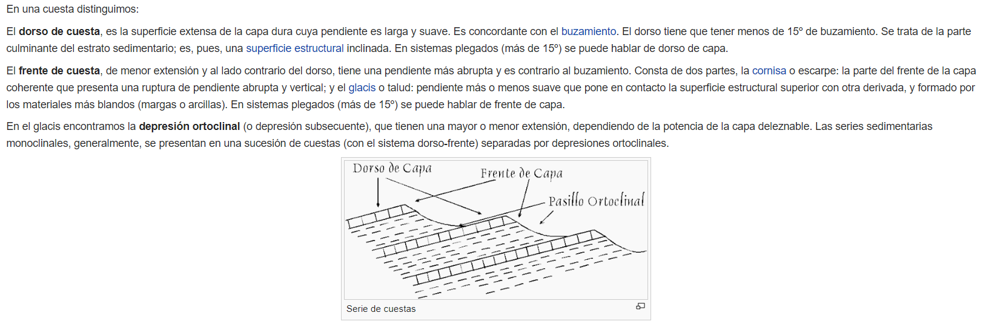 En una cuesta distinguimos:
El dorso de cuesta, es la superficie extensa de la capa dura cuya pendiente es larga y suave. Es concordante con el buzamiento. El dorso tiene que tener menos de 15º de buzamiento. Se trata de la parte
culminante del estrato sedimentario; es, pues, una superficie estructural inclinada. En sistemas plegados (más de 15º) se puede hablar de dorso de capa.
El frente de cuesta, de menor extensión y al lado contrario del dorso, tiene una pendiente más abrupta y es contrario al buzamiento. Consta de dos partes, la cornisa o escarpe: la parte del frente de la capa
coherente que presenta una ruptura de pendiente abrupta y vertical; y el glacis o talud: pendiente más o menos suave que pone en contacto la superficie estructural superior con otra derivada, y formado por
los materiales más blandos (margas o arcillas). En sistemas plegados (más de 15º) se puede hablar de frente de capa.
En el glacis encontramos la depresión ortoclinal (o depresión subsecuente), que tienen una mayor o menor extensión, dependiendo de la potencia de la capa deleznable. Las series sedimentarias
monoclinales, generalmente, se presentan en una sucesión de cuestas (con el sistema dorso-frente) separadas por depresiones ortoclinales.
Dorso de Capa
Frente de Capa
Pasillo Ortoclinal
Serie de cuestas